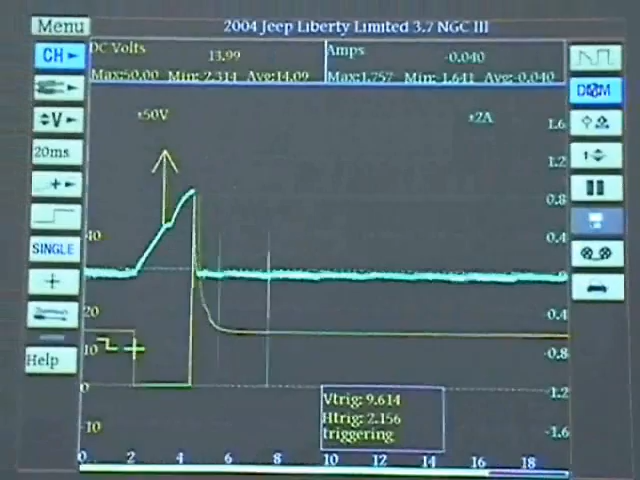 Menu
2004 Jeep Liberty Limited 3.7 NGC III
CH
DC Volts
13.99
Max:50.00 Min: 2.314 Avg:14.09
Amps
-0.040
Max:1.757 Min: -1.641 Avg:-0.040
V
20ms
SINGLE
Help
±50V
±2A
40
20
10
0
-10
1.6
1.2
0.8
0.4
-0.4
-0.8
-1.2
-1.6
Vtrig: 9.614
Htrig: 2.156
triggering
0 2 4 6 8 10 12 14 16 18